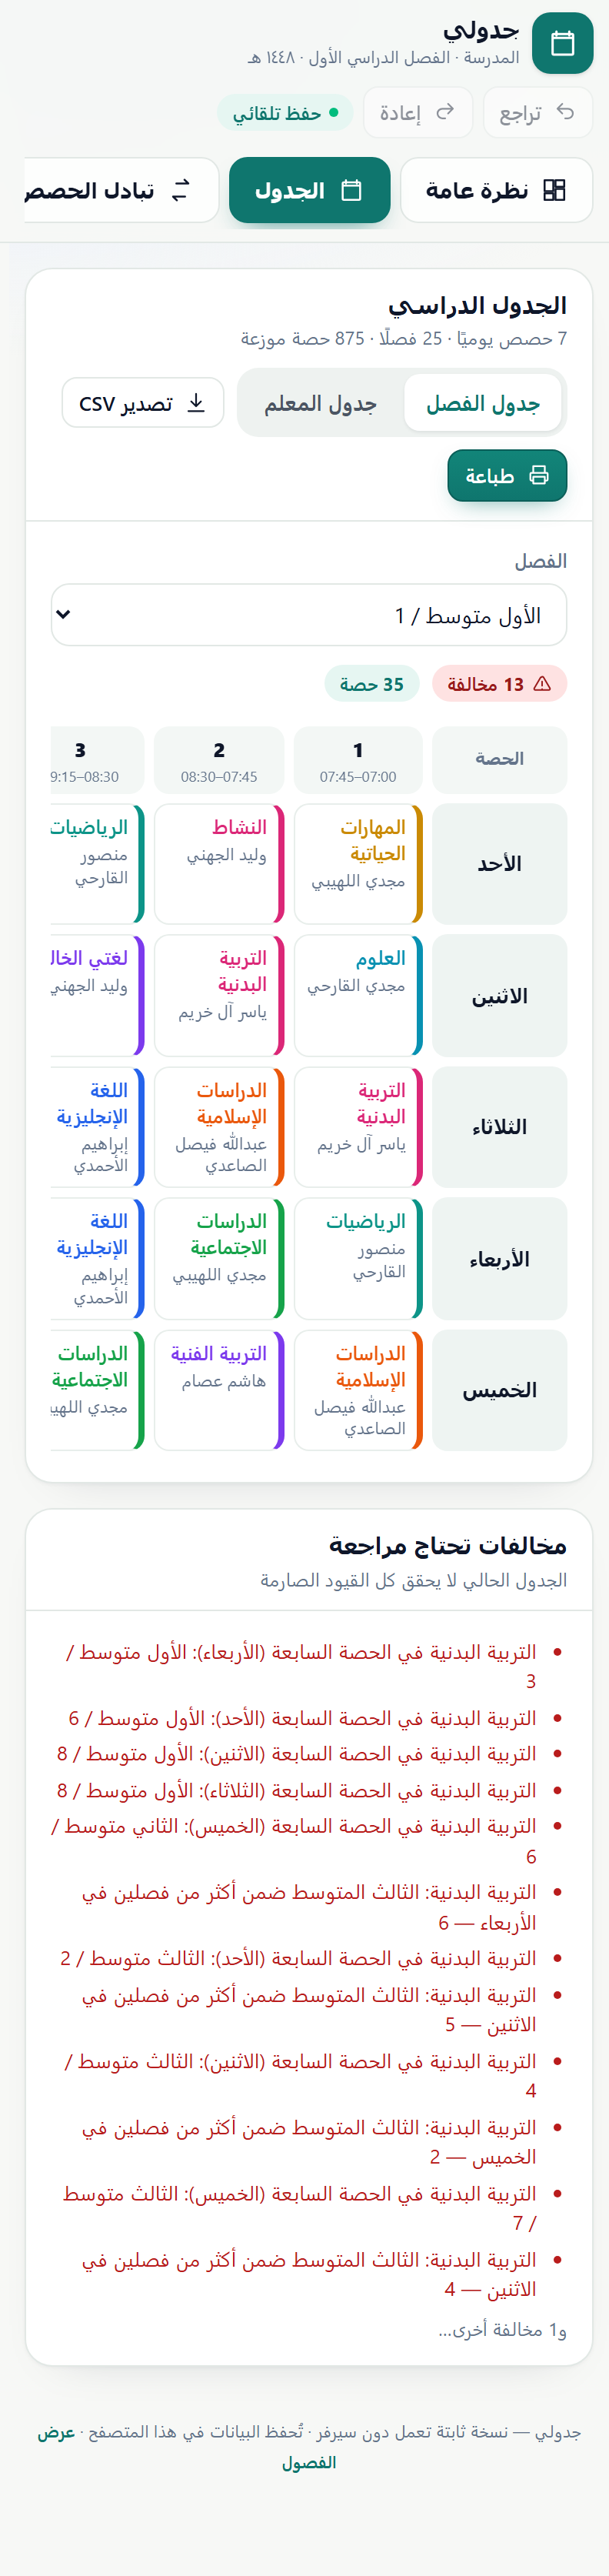 جدولي
المدرسة · الفصل الدراسي الأول · ١٤٤٨ هـ
تراجع
إعادة
حفظ تلقائي
نظرة عامة
الجدول
تبادل الحصص
الجدول الدراسي
7 حصص يوميًا · 25 فصلًا · 875 حصة موزعة
جدول الفصل
جدول المعلم
تصدير CSV
طباعة
الفصل
الأول متوسط / 1
13 مخالفة
35 حصة
الحصة
1
07:00–07:45
2
07:45–08:30
3
08:30–9:15
الأحد
المهارات
الحياتية
مجدي اللهيبي
النشاط
وليد الجهني
الرياضيات
منصور
القارحي
الاثنين
العلوم
مجدي القارحي
التربية
البدنية
ياسر آل خريم
لغتي الخال
وليد الجهني
الثلاثاء
التربية
البدنية
ياسر آل خريم
الدراسات
الإسلامية
عبدالله فيصل
الصاعدي
اللغة
الإنجليزية
إبراهيم
الأحمدي
الأربعاء
الرياضيات
منصور
القارحي
الدراسات
الاجتماعية
مجدي اللهيبي
اللغة
الإنجليزية
إبراهيم
الأحمدي
الخميس
الدراسات
الإسلامية
عبدالله فيصل
الصاعدي
التربية الفنية
هاشم عصام
الدراسات
الاجتماعية
مجدي اللهي
مخالفات تحتاج مراجعة
الجدول الحالي لا يحقق كل القيود الصارمة
التربية البدنية في الحصة السابعة (الأربعاء): الأول متوسط /
3
التربية البدنية في الحصة السابعة (الأحد): الأول متوسط / 6
التربية البدنية في الحصة السابعة (الاثنين): الأول متوسط / 8
التربية البدنية في الحصة السابعة (الثلاثاء): الأول متوسط / 8
التربية البدنية في الحصة السابعة (الخميس): الثاني متوسط /
6
التربية البدنية: الثالث المتوسط ضمن أكثر من فصلين في
الأربعاء — 6
التربية البدنية في الحصة السابعة (الأحد): الثالث متوسط / 2
التربية البدنية: الثالث المتوسط ضمن أكثر من فصلين في
الاثنين — 5
التربية البدنية في الحصة السابعة (الاثنين): الثالث متوسط /
4
التربية البدنية: الثالث المتوسط ضمن أكثر من فصلين في
الخميس — 2
التربية البدنية في الحصة السابعة (الخميس): الثالث متوسط
/ 7
التربية البدنية: الثالث المتوسط ضمن أكثر من فصلين في
الاثنين — 4
و1 مخالفة أخرى...
جدولي — نسخة ثابتة تعمل دون سيرفر · تُحفظ البيانات في هذا المتصفح · عرض
الفصول